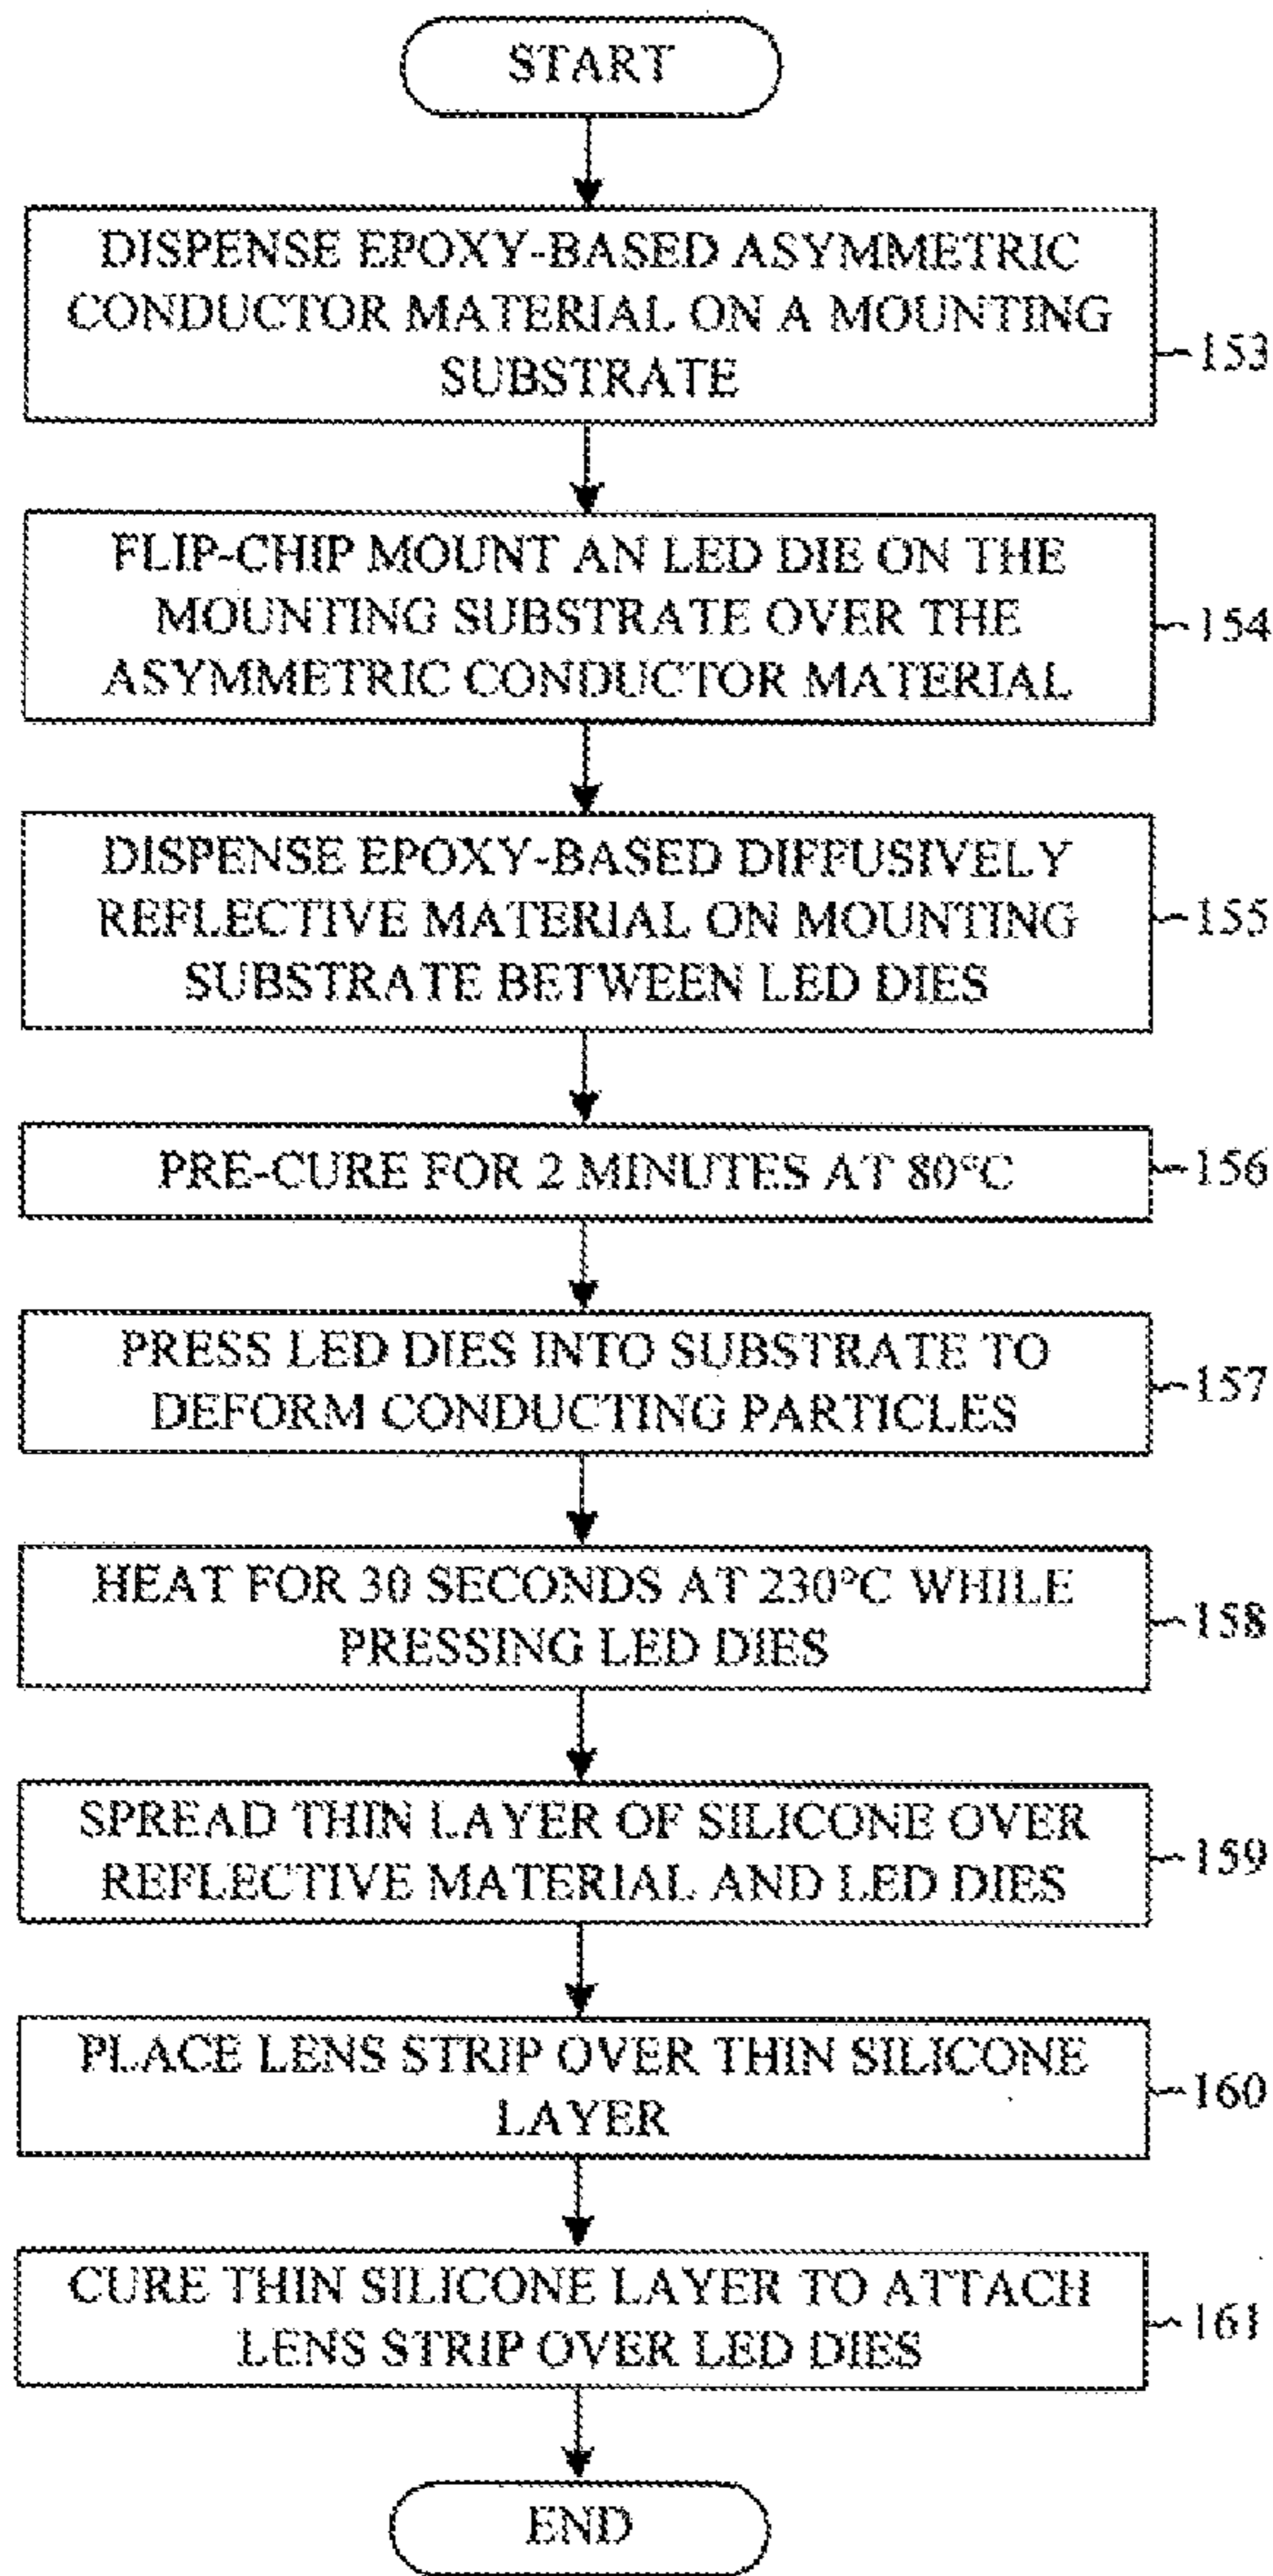 START
DISPENSE EPOXY-BASED ASYMMETRIC
CONDUCTOR MATERIAL ON A MOUNTING
SUBSTRATE
153
FLIP-CHIP MOUNT AN LED DIE ON THE
MOUNTING SUBSTRATE OVER THE
ASYMMETRIC CONDUCTOR MATERIAL
154
DISPENSE EPOXY-BASED DIFFUSIVELY
REFLECTIVE MATERIAL ON MOUNTING
SUBSTRATE BETWEEN LED DIES
155
PRE-CURE FOR 2 MINUTES AT 80°C
156
PRESS LED DIES INTO SUBSTRATE TO
DEFORM CONDUCTING PARTICLES
157
HEAT FOR 30 SECONDS AT 230°C WHILE
PRESSING LED DIES
158
SPREAD THIN LAYER OF SILICONE OVER
REFLECTIVE MATERIAL AND LED DIES
159
PLACE LENS STRIP OVER THIN SILICONE
LAYER
160
CURE THIN SILICONE LAYER TO ATTACH
LENS STRIP OVER LED DIES
161
END